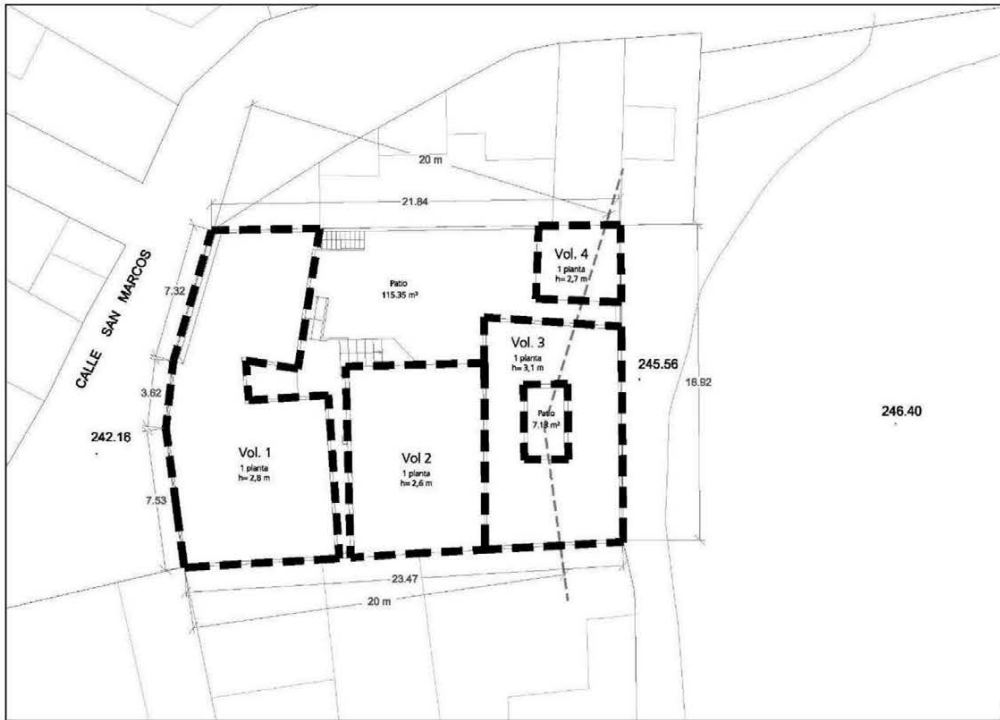 20 m
21.84
Vol. 4
1 planta
h= 2,7 m
Patio
115.35 m²
7.32
CALLE SAN MARCOS
Vol. 3
1 planta
h= 3,1 m
245.56
16.92
3.62
Patio
7.18 m²
246.40
242.16
Vol. 1
1 planta
h= 2,8 m
Vol 2
1 planta
h= 2,6 m
7.53
23.47
20 m